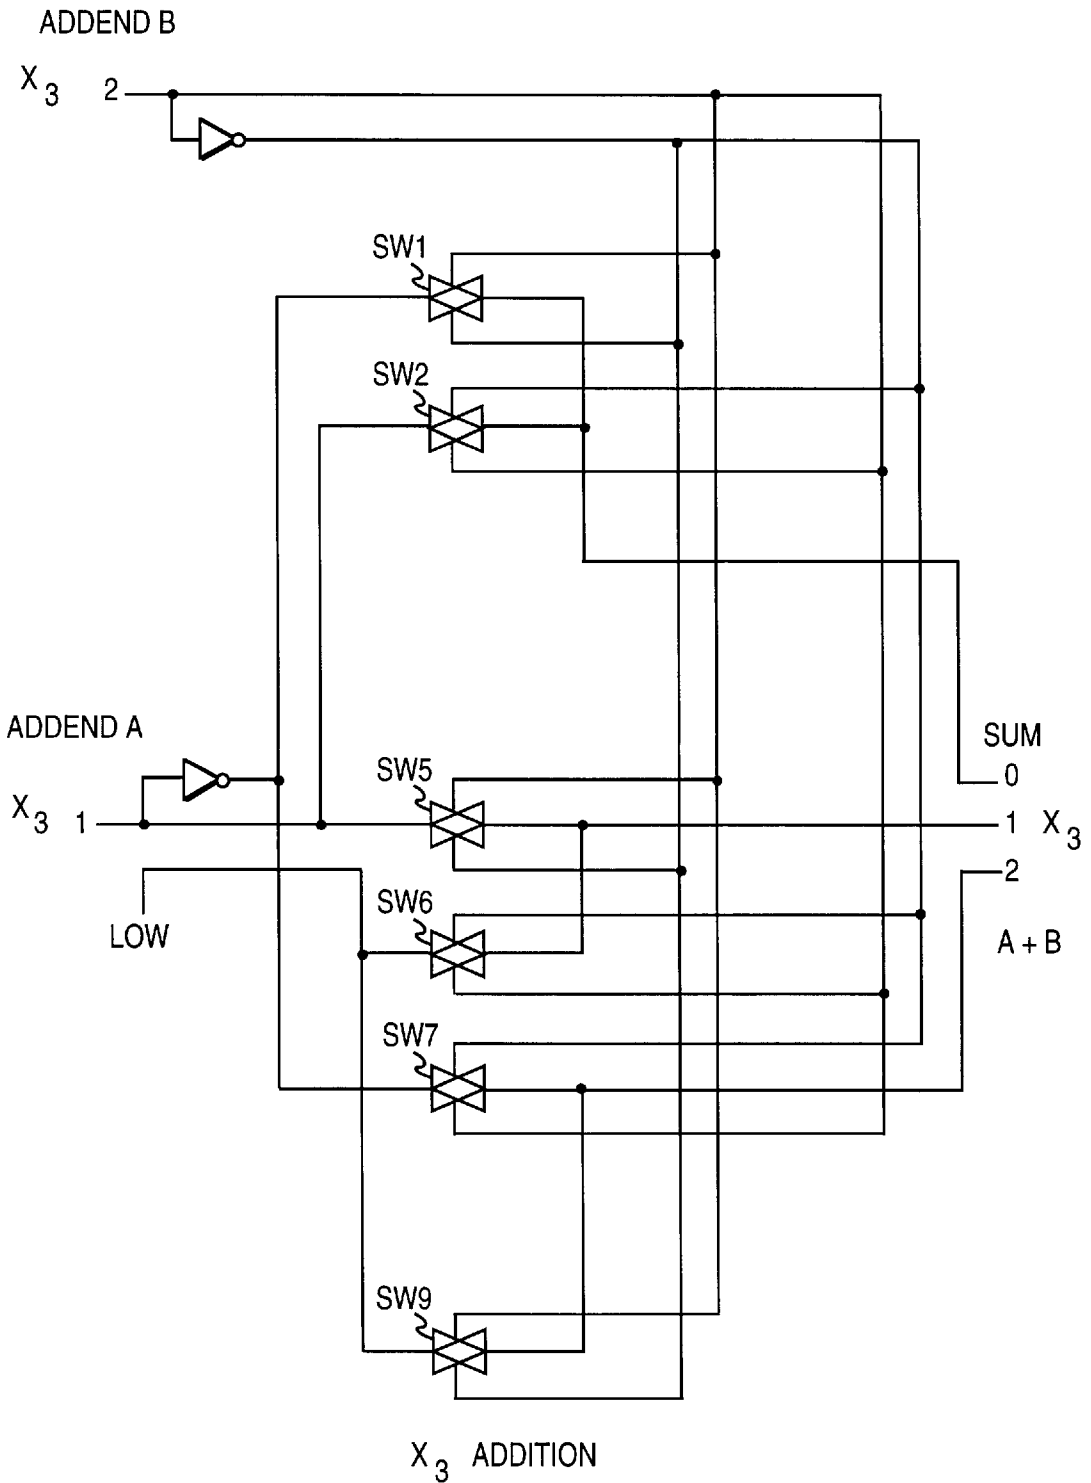 ADDEND B
X3 2
SW1
SW2
ADDEND A
SUM
SW5
0
X3 1
1 X3
2
SW6
LOW
A + B
SW7
SW9
X3 ADDITION